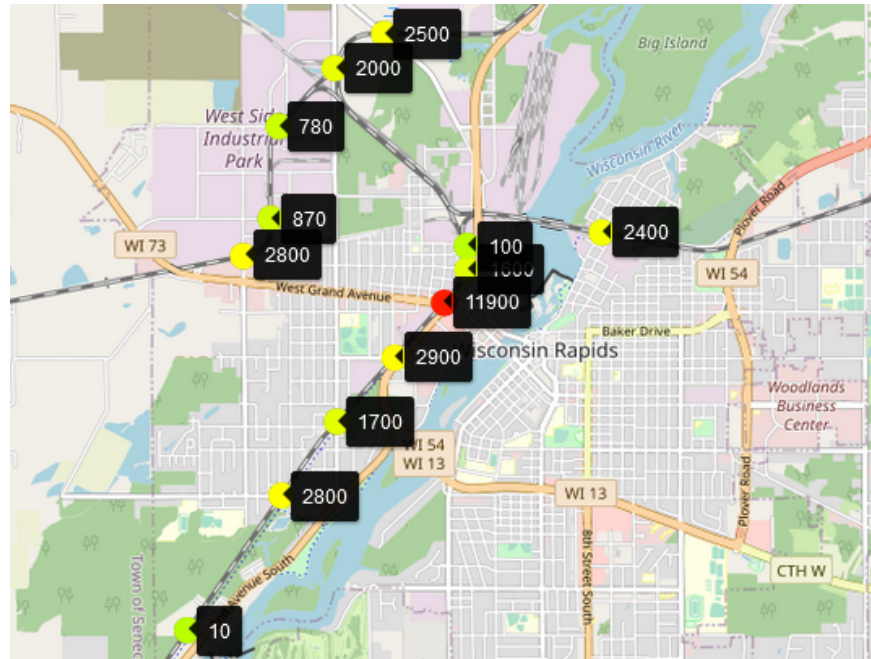 2500
Big Island
2000
West Side
Industrial
Park
780
Wisconsin River
Plover Road
870
2400
WI 73
100
2800
WI 54
West Grand Avenue
11900
Baker Drive
Wisconsin Rapids
2900
Woodlands
Business
Center
1700
WI 54
WI 13
Plover Road
2800
WI 13
8th Street South
Town of Senec
Avenue South
CTH W
10